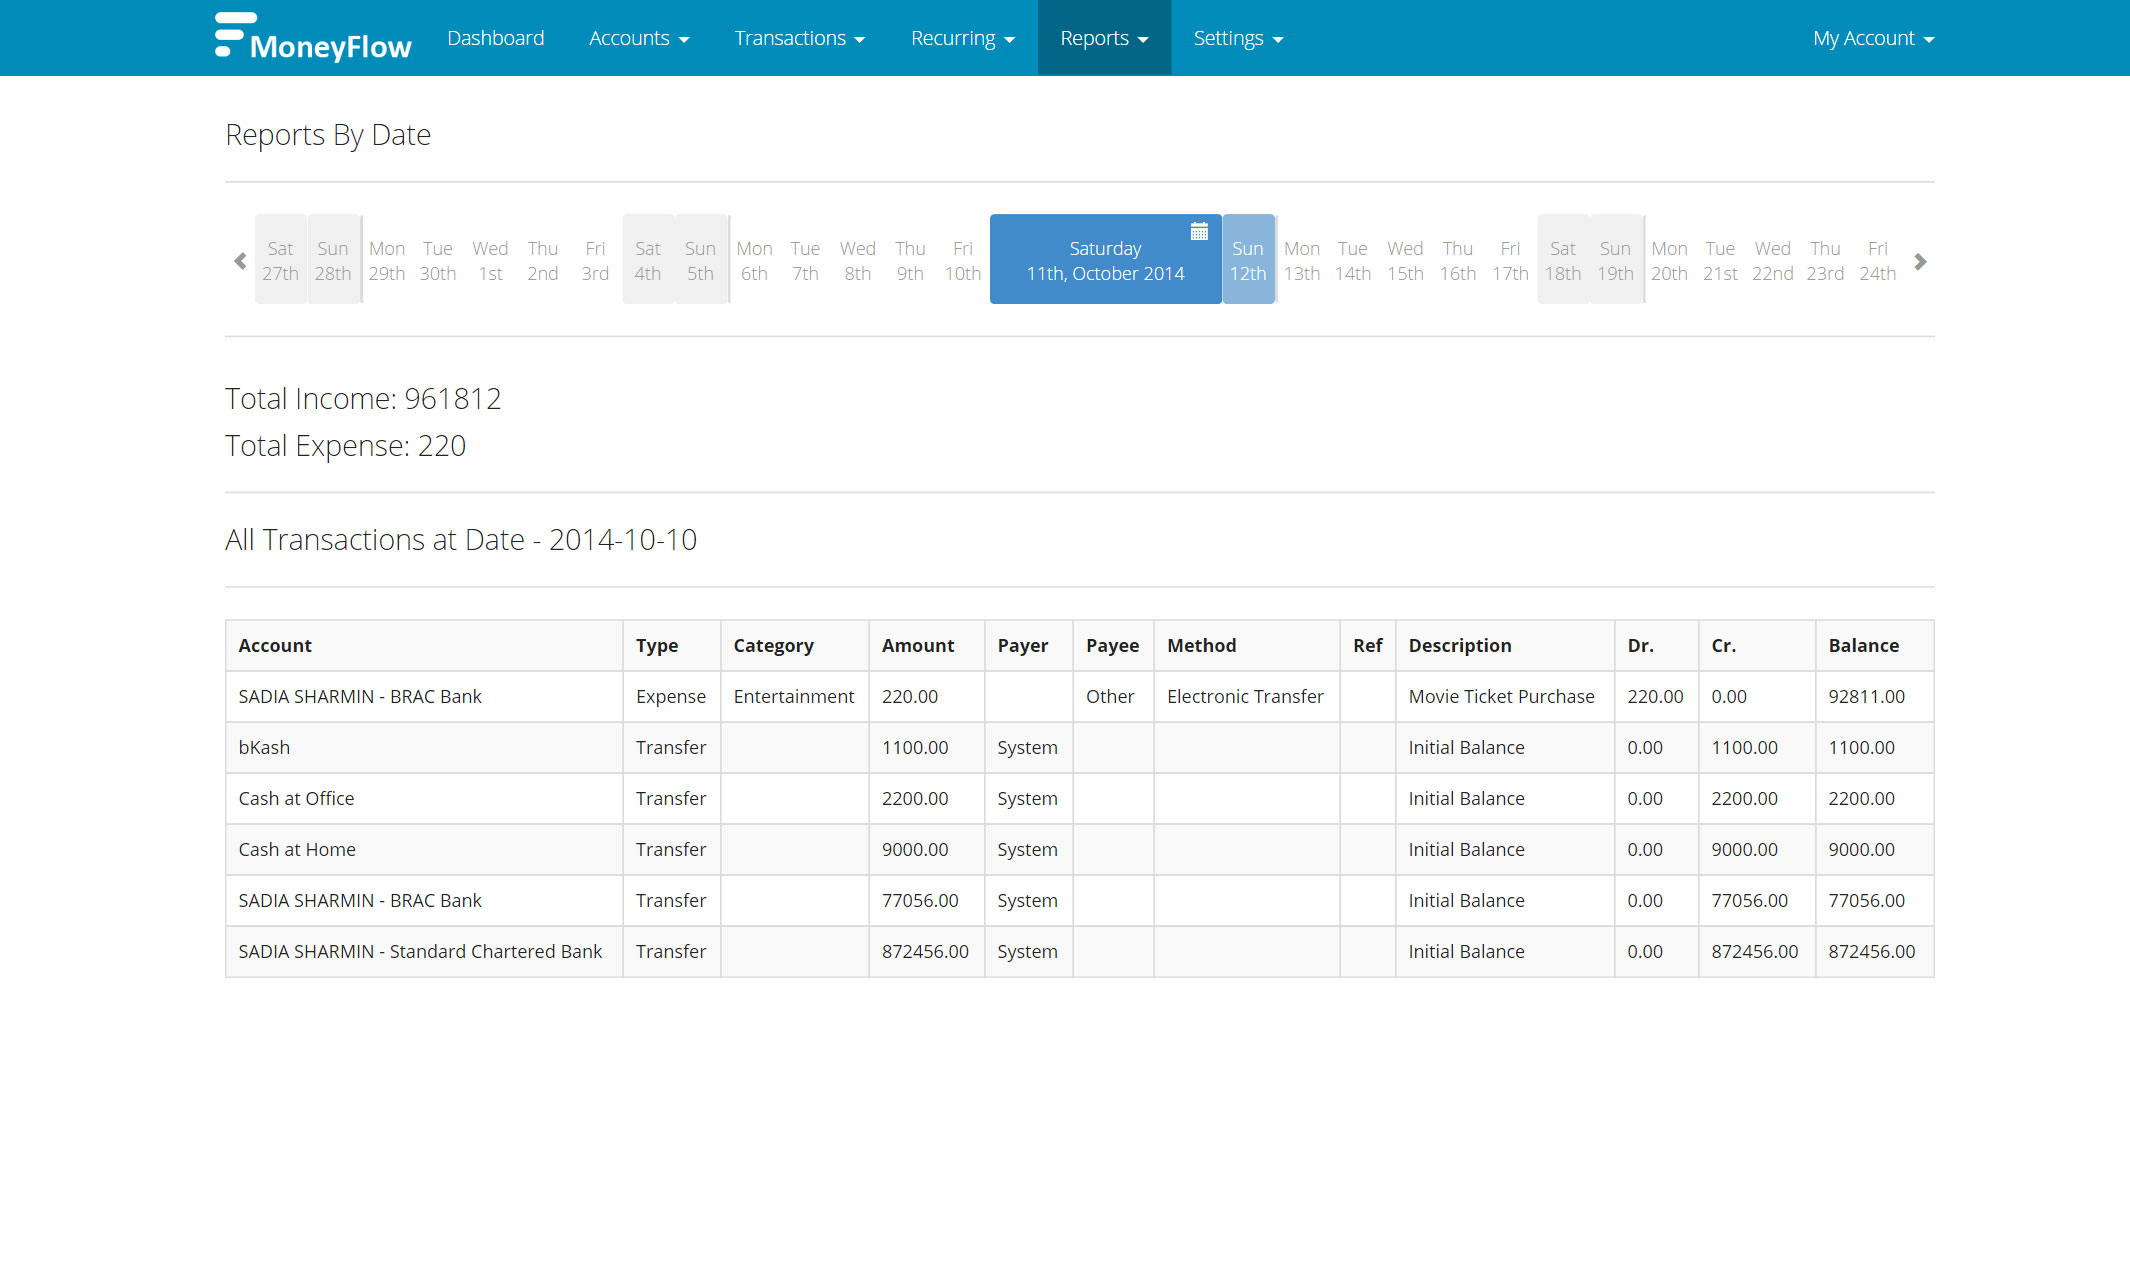 MoneyFlow Dashboard Accounts Transactions Recurring Reports Settings My Account
Reports By Date
Sat Sun Mon Tue Wed Thu Fri Sat Sun Mon Tue Wed Thu Fri Saturday Sun Mon Tue Wed Thu Fri Sat Sun Mon Tue Wed Thu Fri
27th 28th 29th 30th 1st 2nd 3rd 4th 5th 6th 7th 8th 9th 10th 11th, October 2014 12th 13th 14th 15th 16th 17th 18th 19th 20th 21st 22nd 23rd 24th
Total Income: 961812
Total Expense: 220
All Transactions at Date - 2014-10-10
Account Type Category Amount Payer Payee Method Ref Description Dr. Cr. Balance
SADIA SHARMIN - BRAC Bank Expense Entertainment 220.00 Other Electronic Transfer Movie Ticket Purchase 220.00 0.00 92811.00
bKash Transfer 1100.00 System Initial Balance 0.00 1100.00 1100.00
Cash at Office Transfer 2200.00 System Initial Balance 0.00 2200.00 2200.00
Cash at Home Transfer 9000.00 System Initial Balance 0.00 9000.00 9000.00
SADIA SHARMIN - BRAC Bank Transfer 77056.00 System Initial Balance 0.00 77056.00 77056.00
SADIA SHARMIN - Standard Chartered Bank Transfer 872456.00 System Initial Balance 0.00 872456.00 872456.00